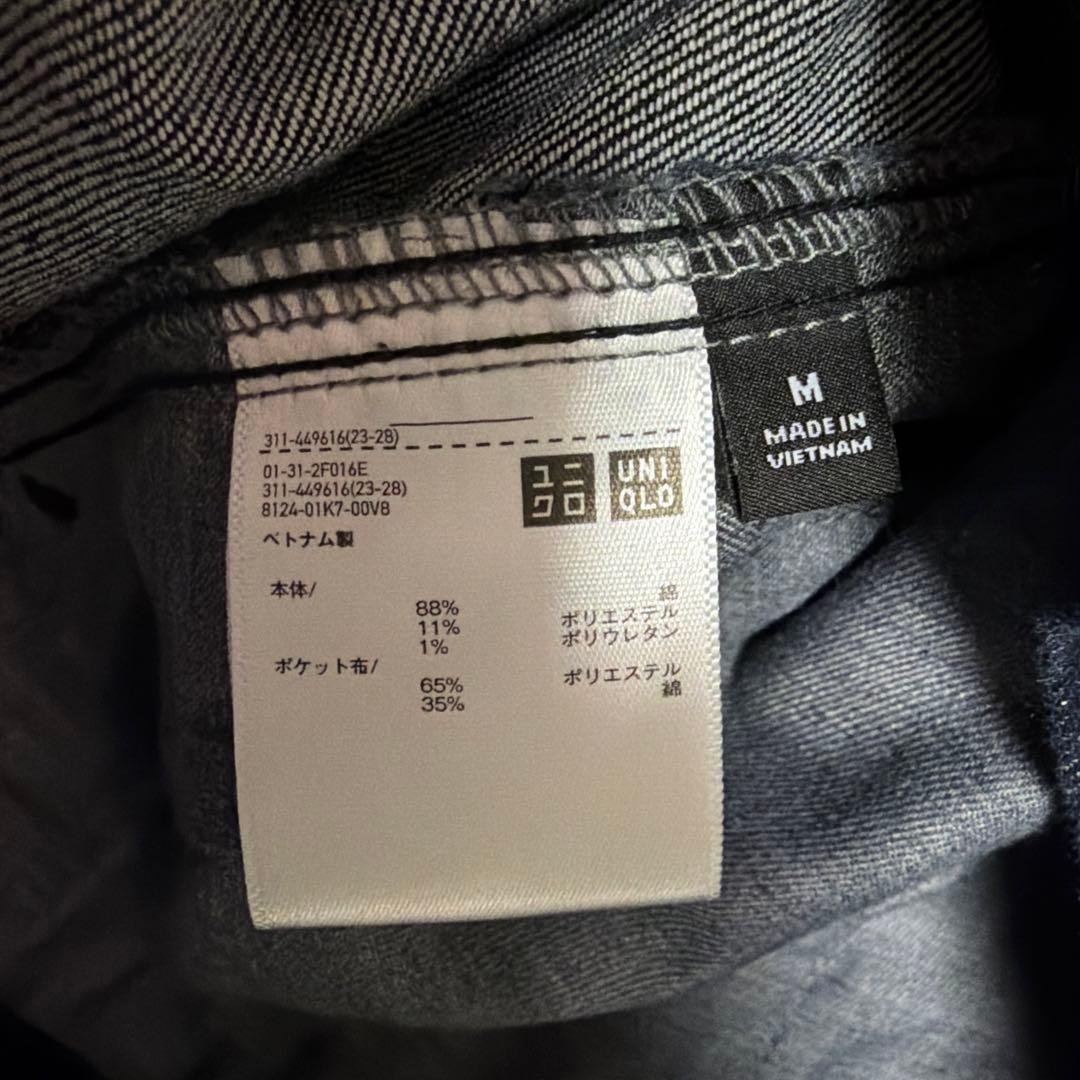 311-449616(23-28)
01-31-2F016E
311-449616(23-28)
8124-01K7-00V8
ベトナム製
ユニ
クロ
UNI
QLO
本体/
88% 綿
11% ポリエステル
1% ポリウレタン
ポケット布/
65% ポリエステル
35% 綿
M
MADE IN
VIETNAM